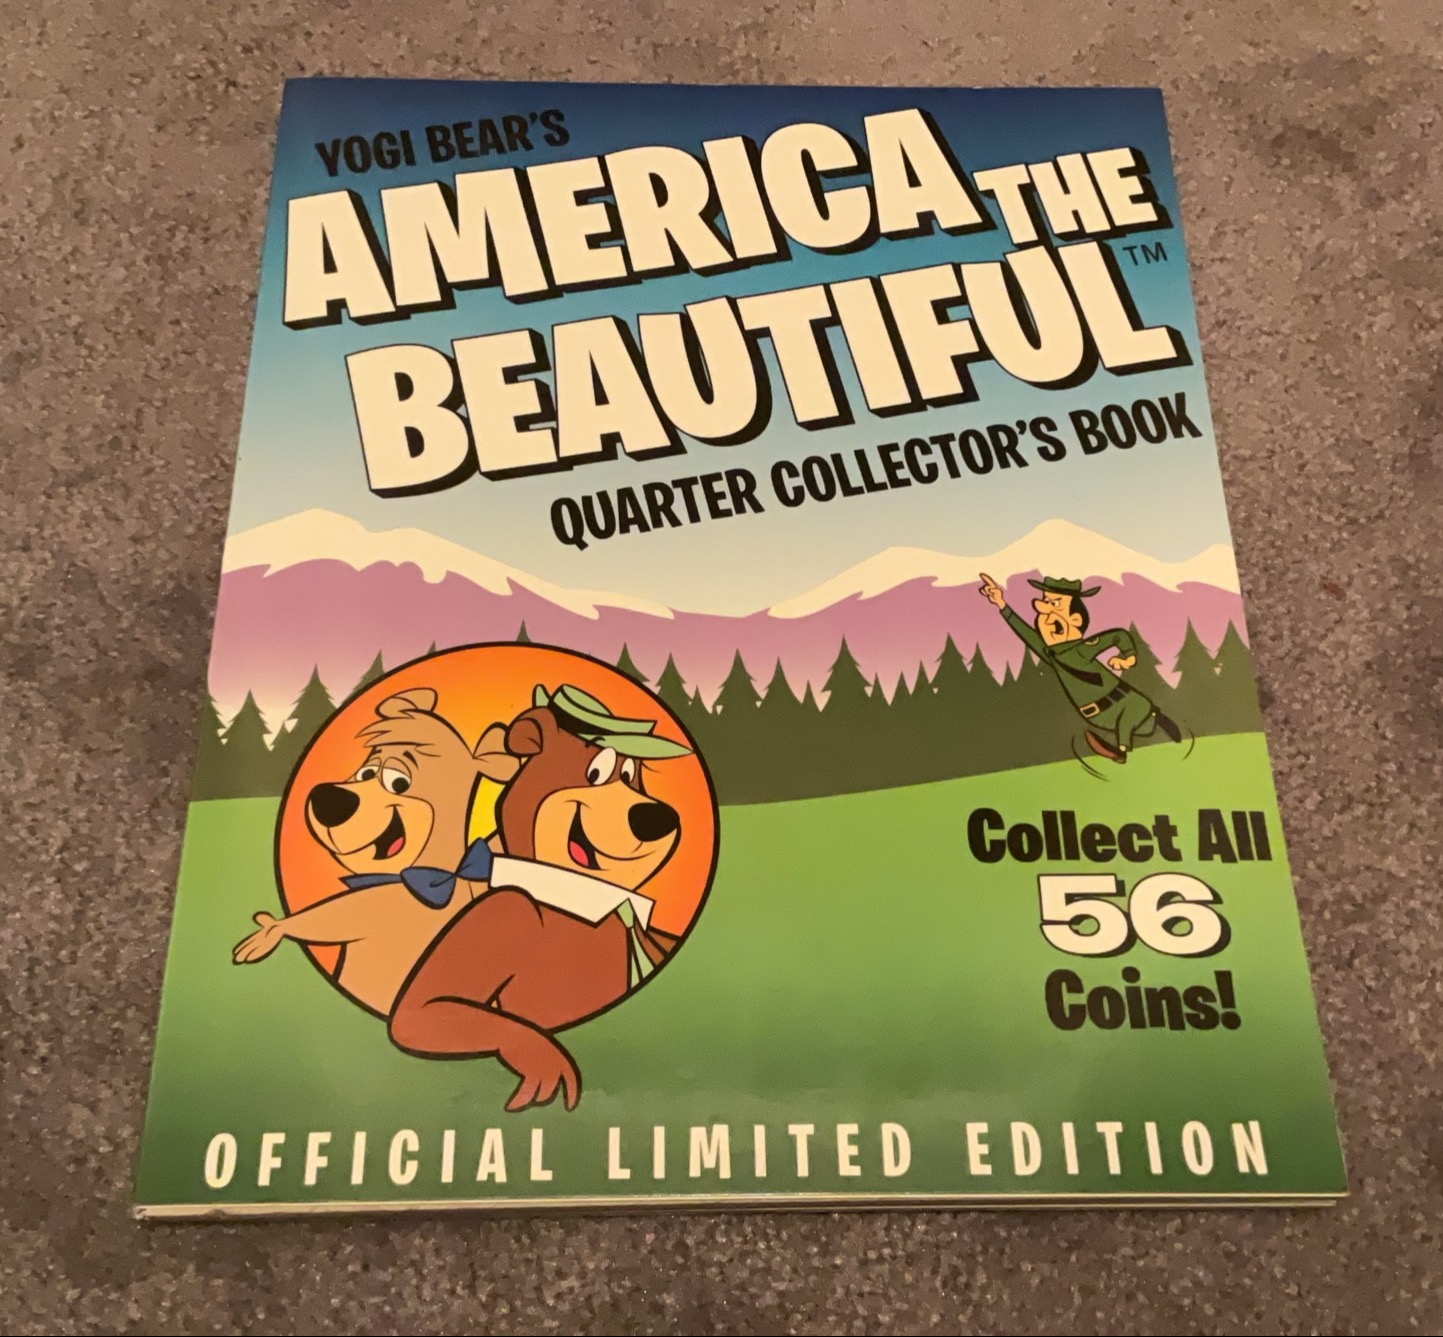 YOGI BEAR'S
AMERICA THE
BEAUTIFUL™
QUARTER COLLECTOR'S BOOK
Collect All
56
Coins!
OFFICIAL LIMITED EDITION